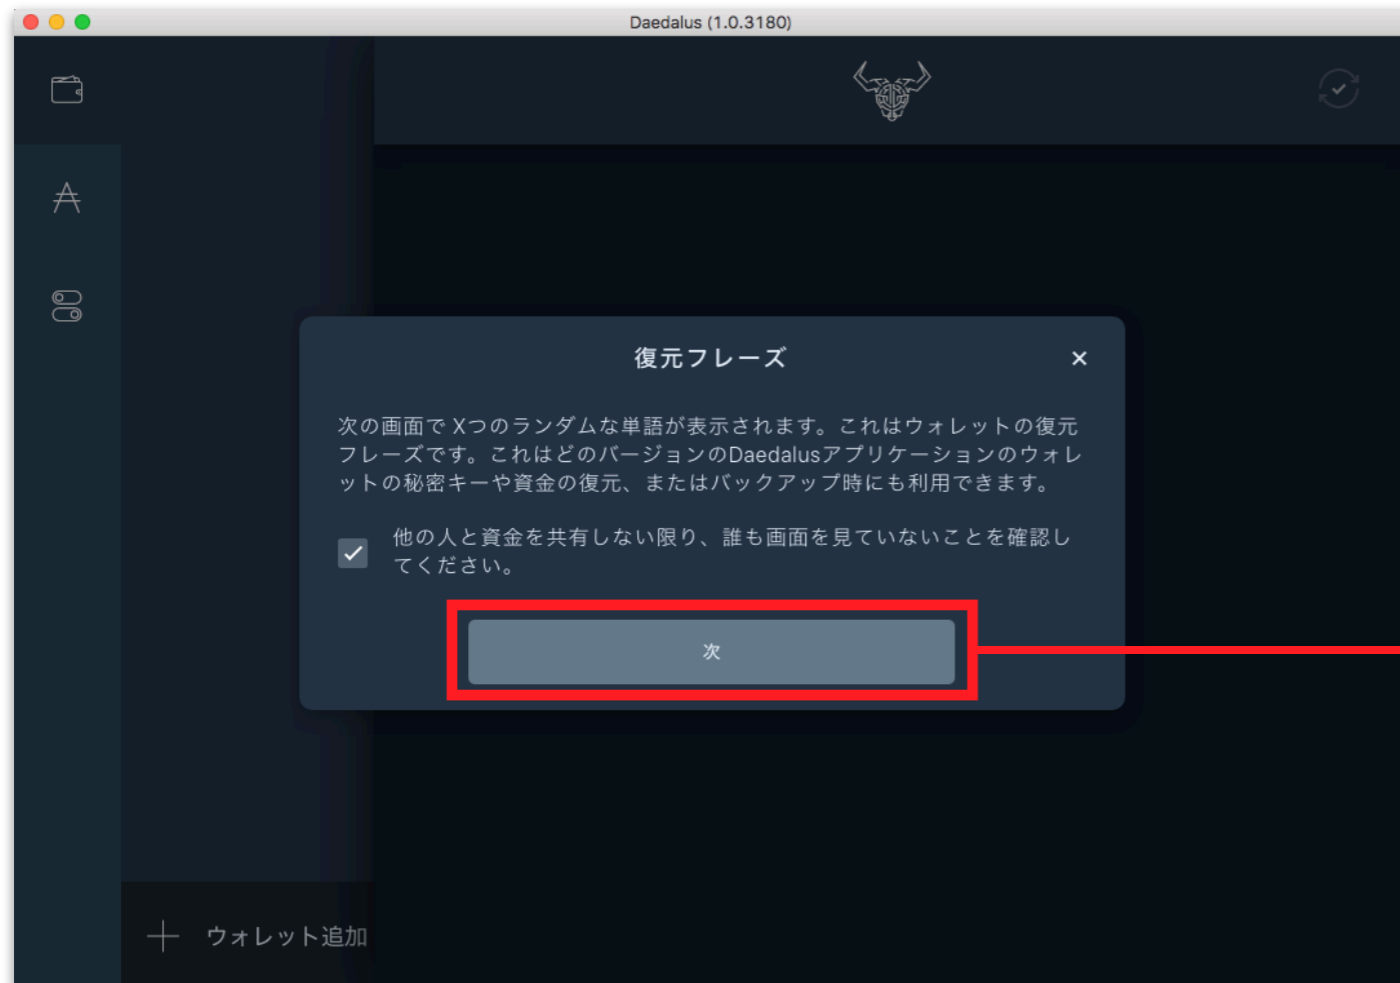 Daedalus (1.0.3180)
復元フレーズ
次の画面で Xつのランダムな単語が表示されます。これはウォレットの復元
フレーズです。これはどのバージョンのDaedalusアプリケーションのウォレ
ットの秘密キーや資金の復元、またはバックアップ時にも利用できます。
他の人と資金を共有しない限り、誰も画面を見ていないことを確認し
てください。
次
ウォレット追加